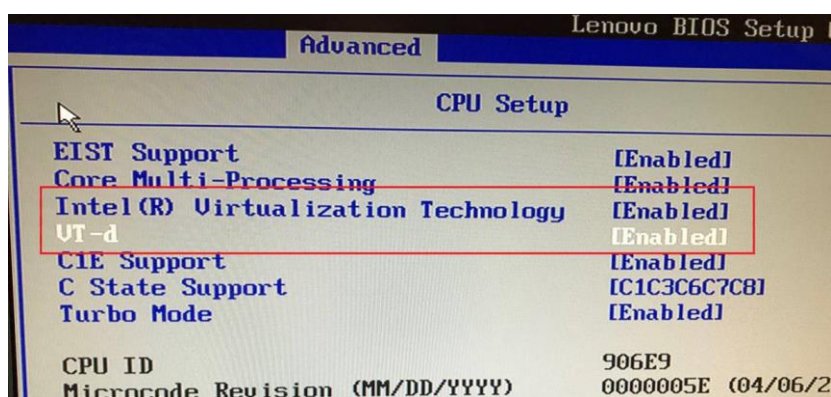 Lenovo BIOS Setup
Advanced
CPU Setup
EIST Support [Enabled]
Core Multi-Processing [Enabled]
Intel(R) Virtualization Technology [Enabled]
VT-d [Enabled]
C1E Support [Enabled]
C State Support [C1C3C6C7C8]
Turbo Mode [Enabled]
CPU ID 906E9
Microcode Revision (MM/DD/YYYY) 0000005E (04/06/2